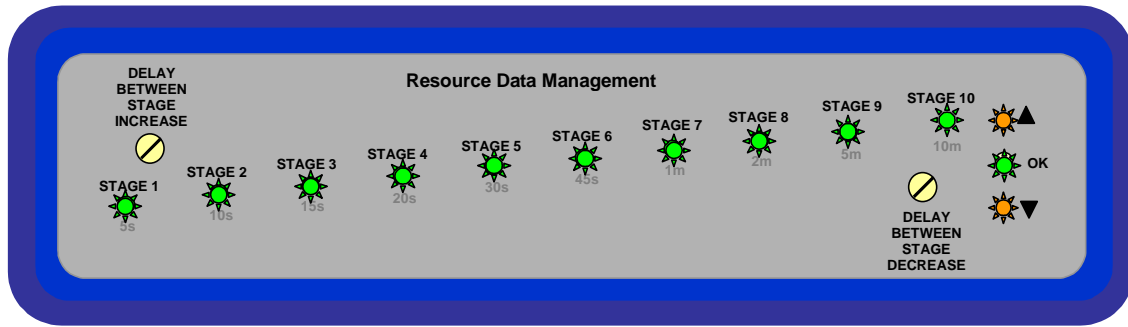 DELAY
BETWEEN
STAGE
INCREASE
Resource Data Management
STAGE 1
5s
STAGE 2
10s
STAGE 3
15s
STAGE 4
20s
STAGE 5
30s
STAGE 6
45s
STAGE 7
1m
STAGE 8
2m
STAGE 9
5m
STAGE 10
10m
OK
DELAY
BETWEEN
STAGE
DECREASE